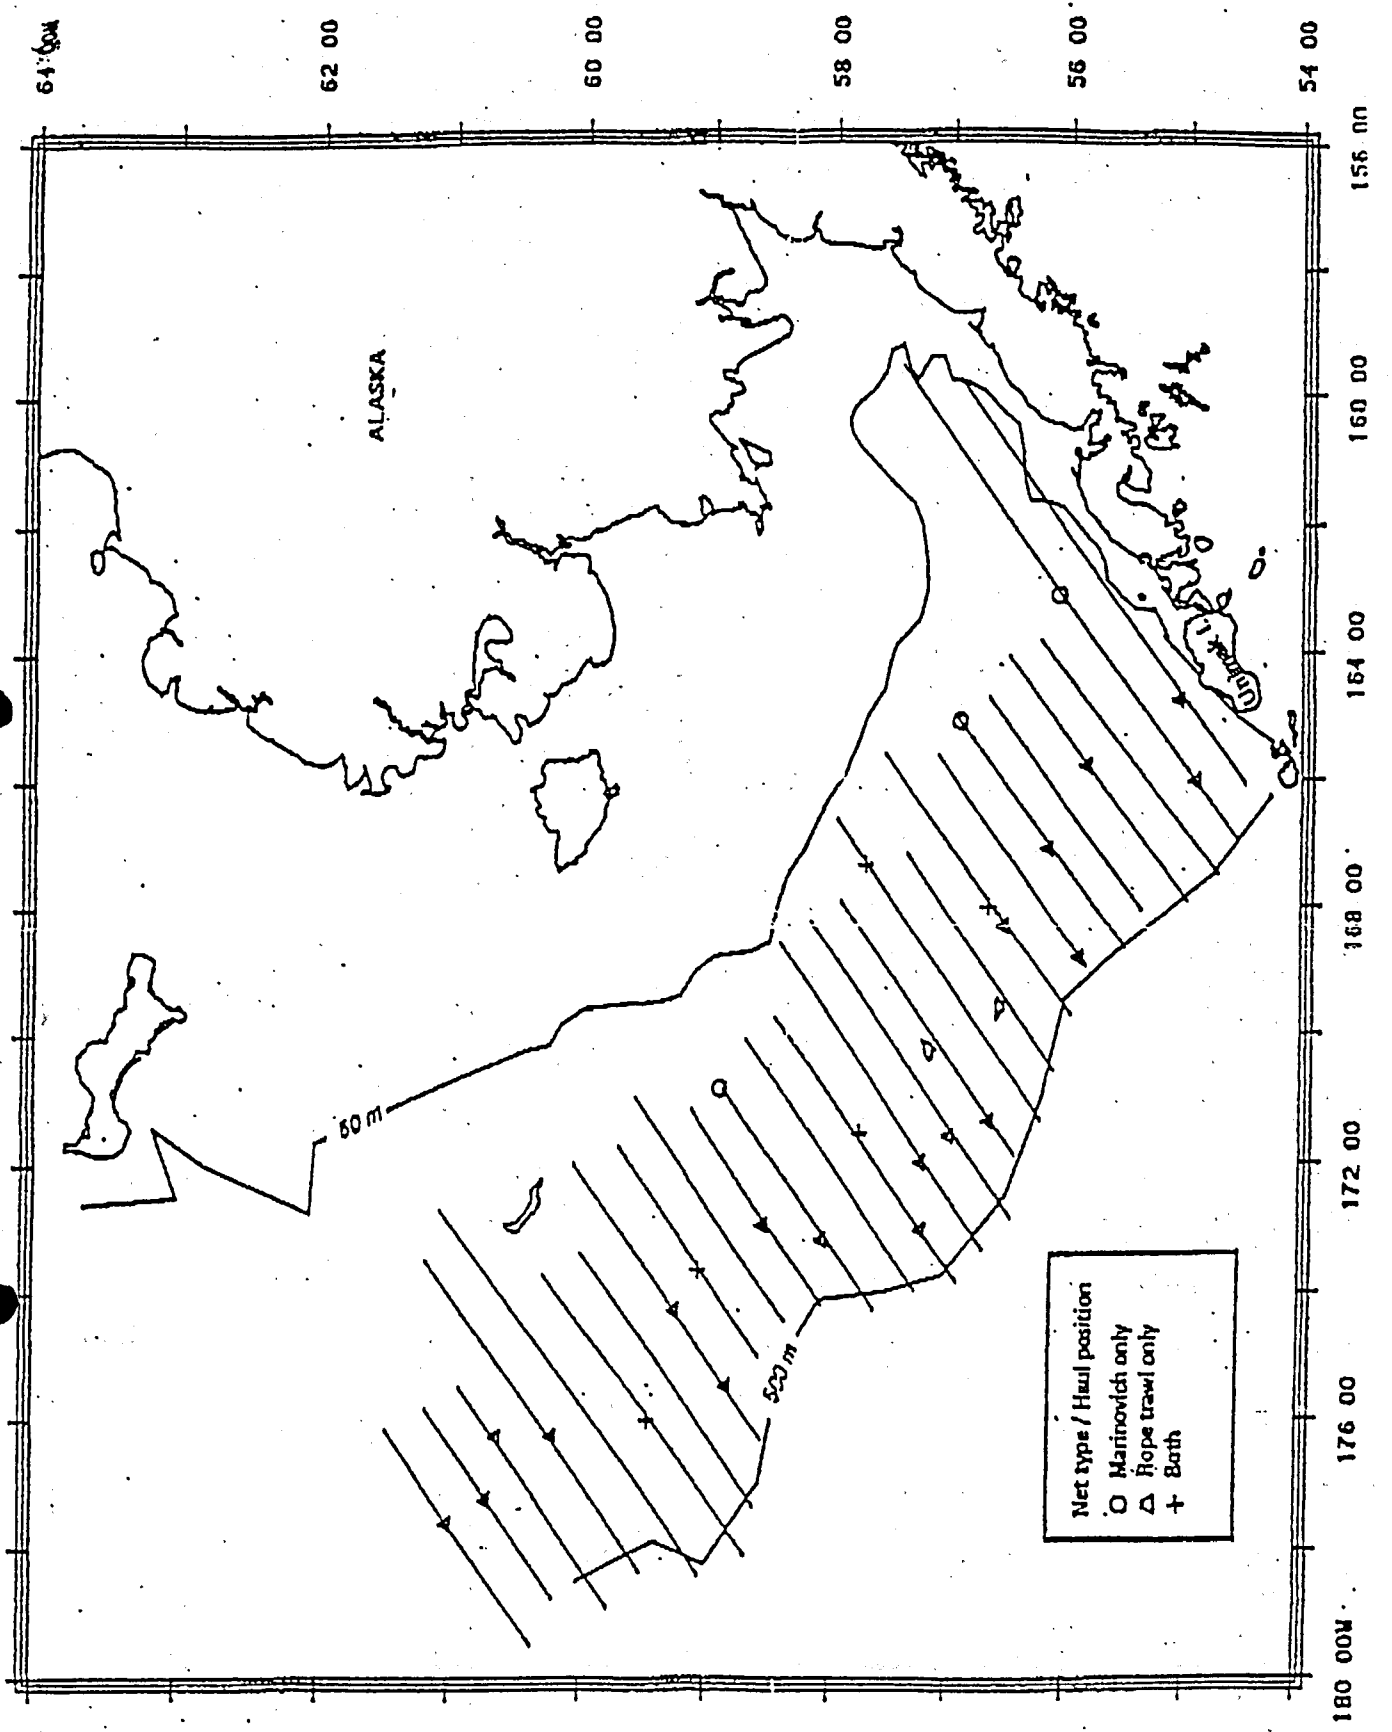 64 00N
62 00
60 00
58 00
56 00
54 00
ALASKA
Unimak I.
50 m
500 m
Net type / Haul position
Marinovich only
Rope trawl only
Both
180 00W
176 00
172 00
168 00
164 00
160 00
156 00